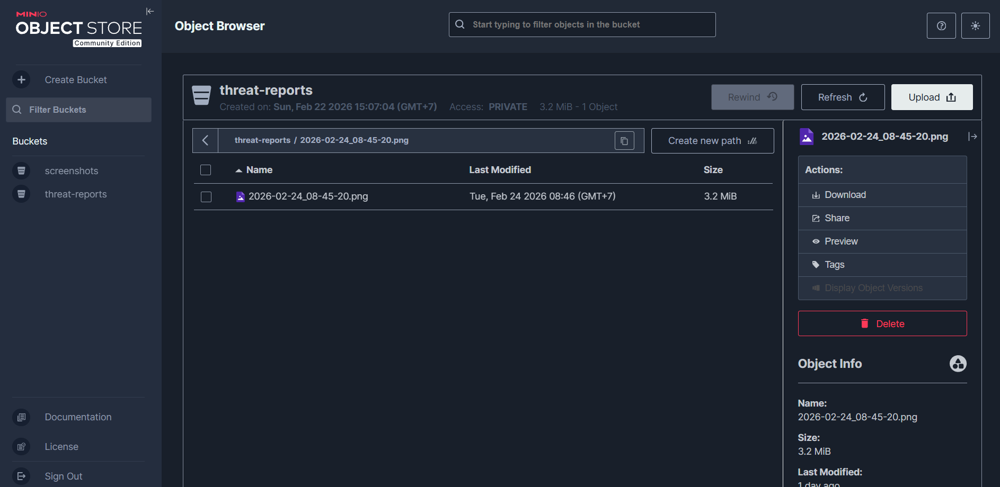 MINIO
OBJECT STORE
Community Edition
Create Bucket
Filter Buckets
Buckets
screenshots
threat-reports
Documentation
License
Sign Out
Object Browser
Start typing to filter objects in the bucket
threat-reports
Created on: Sun, Feb 22 2026 15:07:04 (GMT+7) Access: PRIVATE 3.2 MiB - 1 Object
Rewind
Refresh
Upload
threat-reports / 2026-02-24_08-45-20.png
Create new path
Name Last Modified Size
2026-02-24_08-45-20.png Tue, Feb 24 2026 08:46 (GMT+7) 3.2 MiB
2026-02-24_08-45-20.png
Actions:
Download
Share
Preview
Tags
Display Object Versions
Delete
Object Info
Name:
2026-02-24_08-45-20.png
Size:
3.2 MiB
Last Modified:
1 day ago